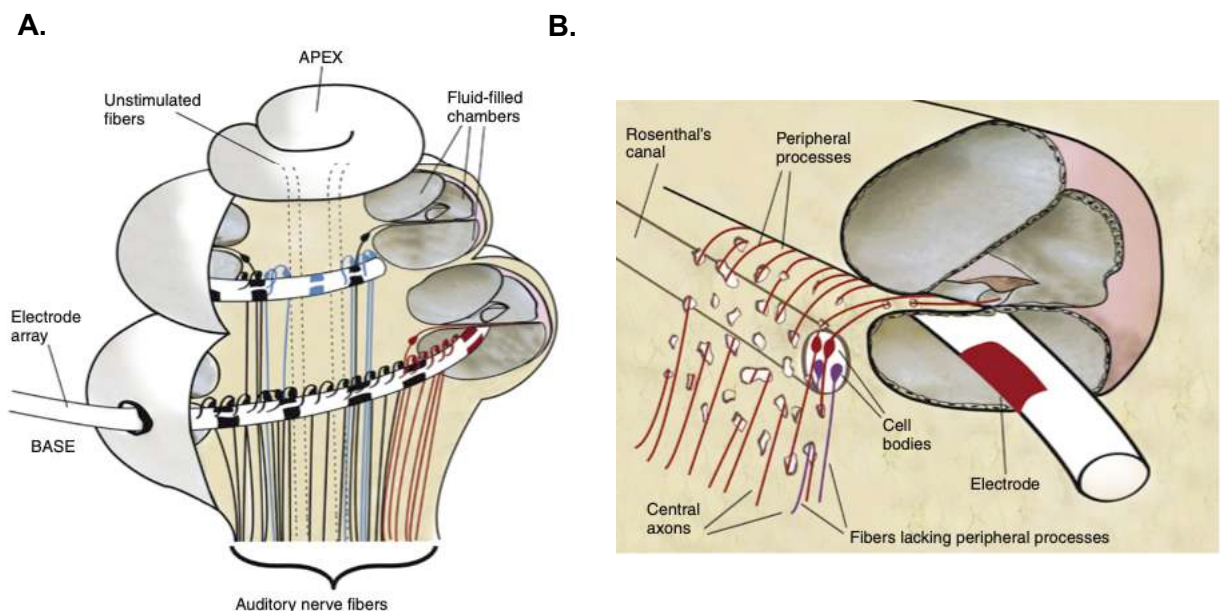 A.
APEX
Unstimulated
fibers
Fluid-filled
chambers
Electrode
array
BASE
Auditory nerve fibers
B.
Rosenthal's
canal
Peripheral
processes
Cell
bodies
Electrode
Central
axons
Fibers lacking peripheral processes